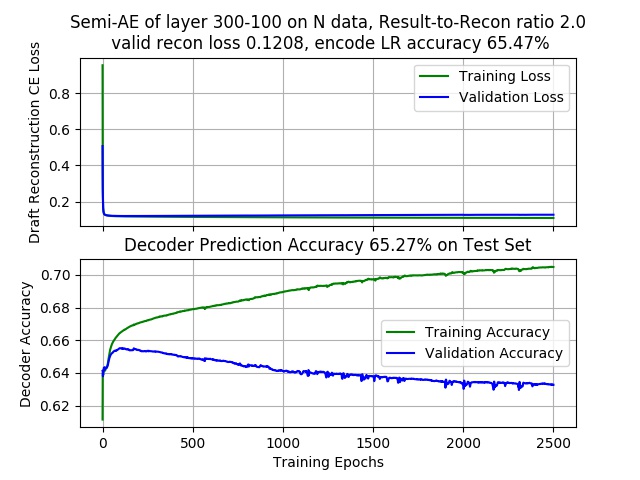 Semi-AE of layer 300-100 on N data, Result-to-Recon ratio 2.0
valid recon loss 0.1208, encode LR accuracy 65.47%
Draft Reconstruction CE Loss
0.8
0.6
0.4
0.2
Training Loss
Validation Loss
Decoder Prediction Accuracy 65.27% on Test Set
Decoder Accuracy
0.70
0.68
0.66
0.64
0.62
Training Accuracy
Validation Accuracy
0 500 1000 1500 2000 2500
Training Epochs